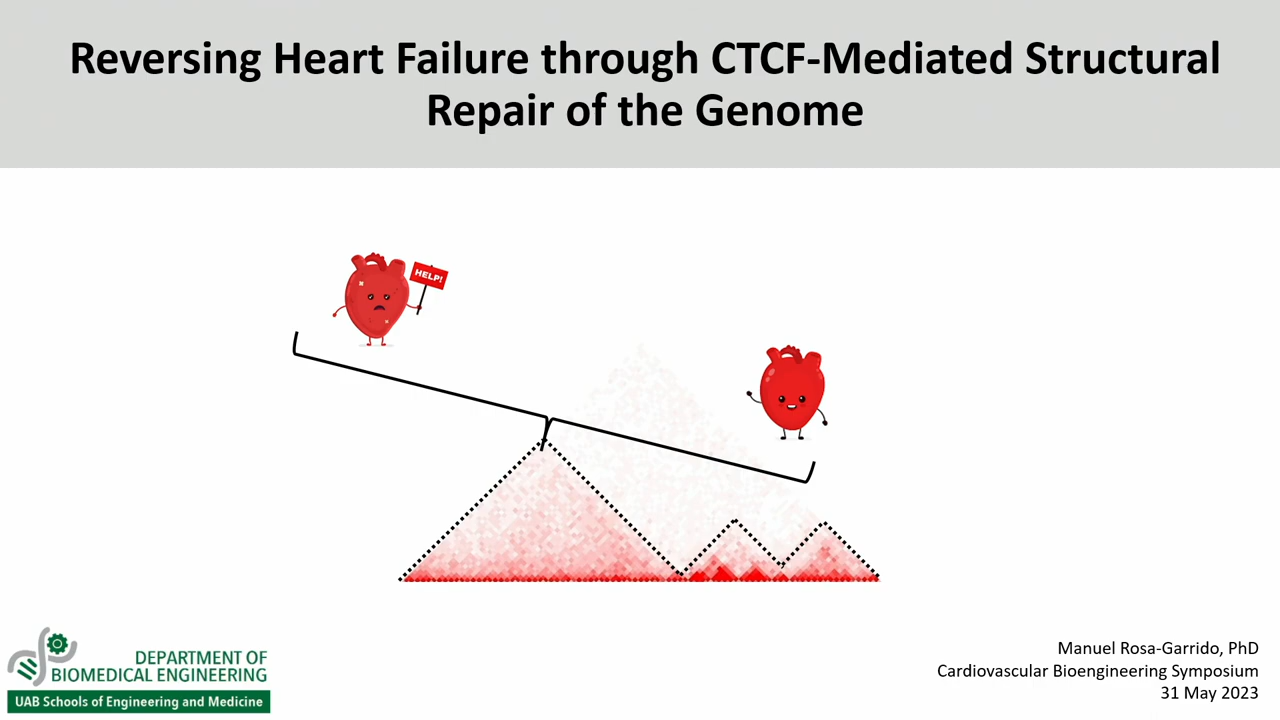 Reversing Heart Failure through CTCF-Mediated Structural
Repair of the Genome
HELP!
DEPARTMENT OF
BIOMEDICAL ENGINEERING
UAB Schools of Engineering and Medicine
Manuel Rosa-Garrido, PhD
Cardiovascular Bioengineering Symposium
31 May 2023